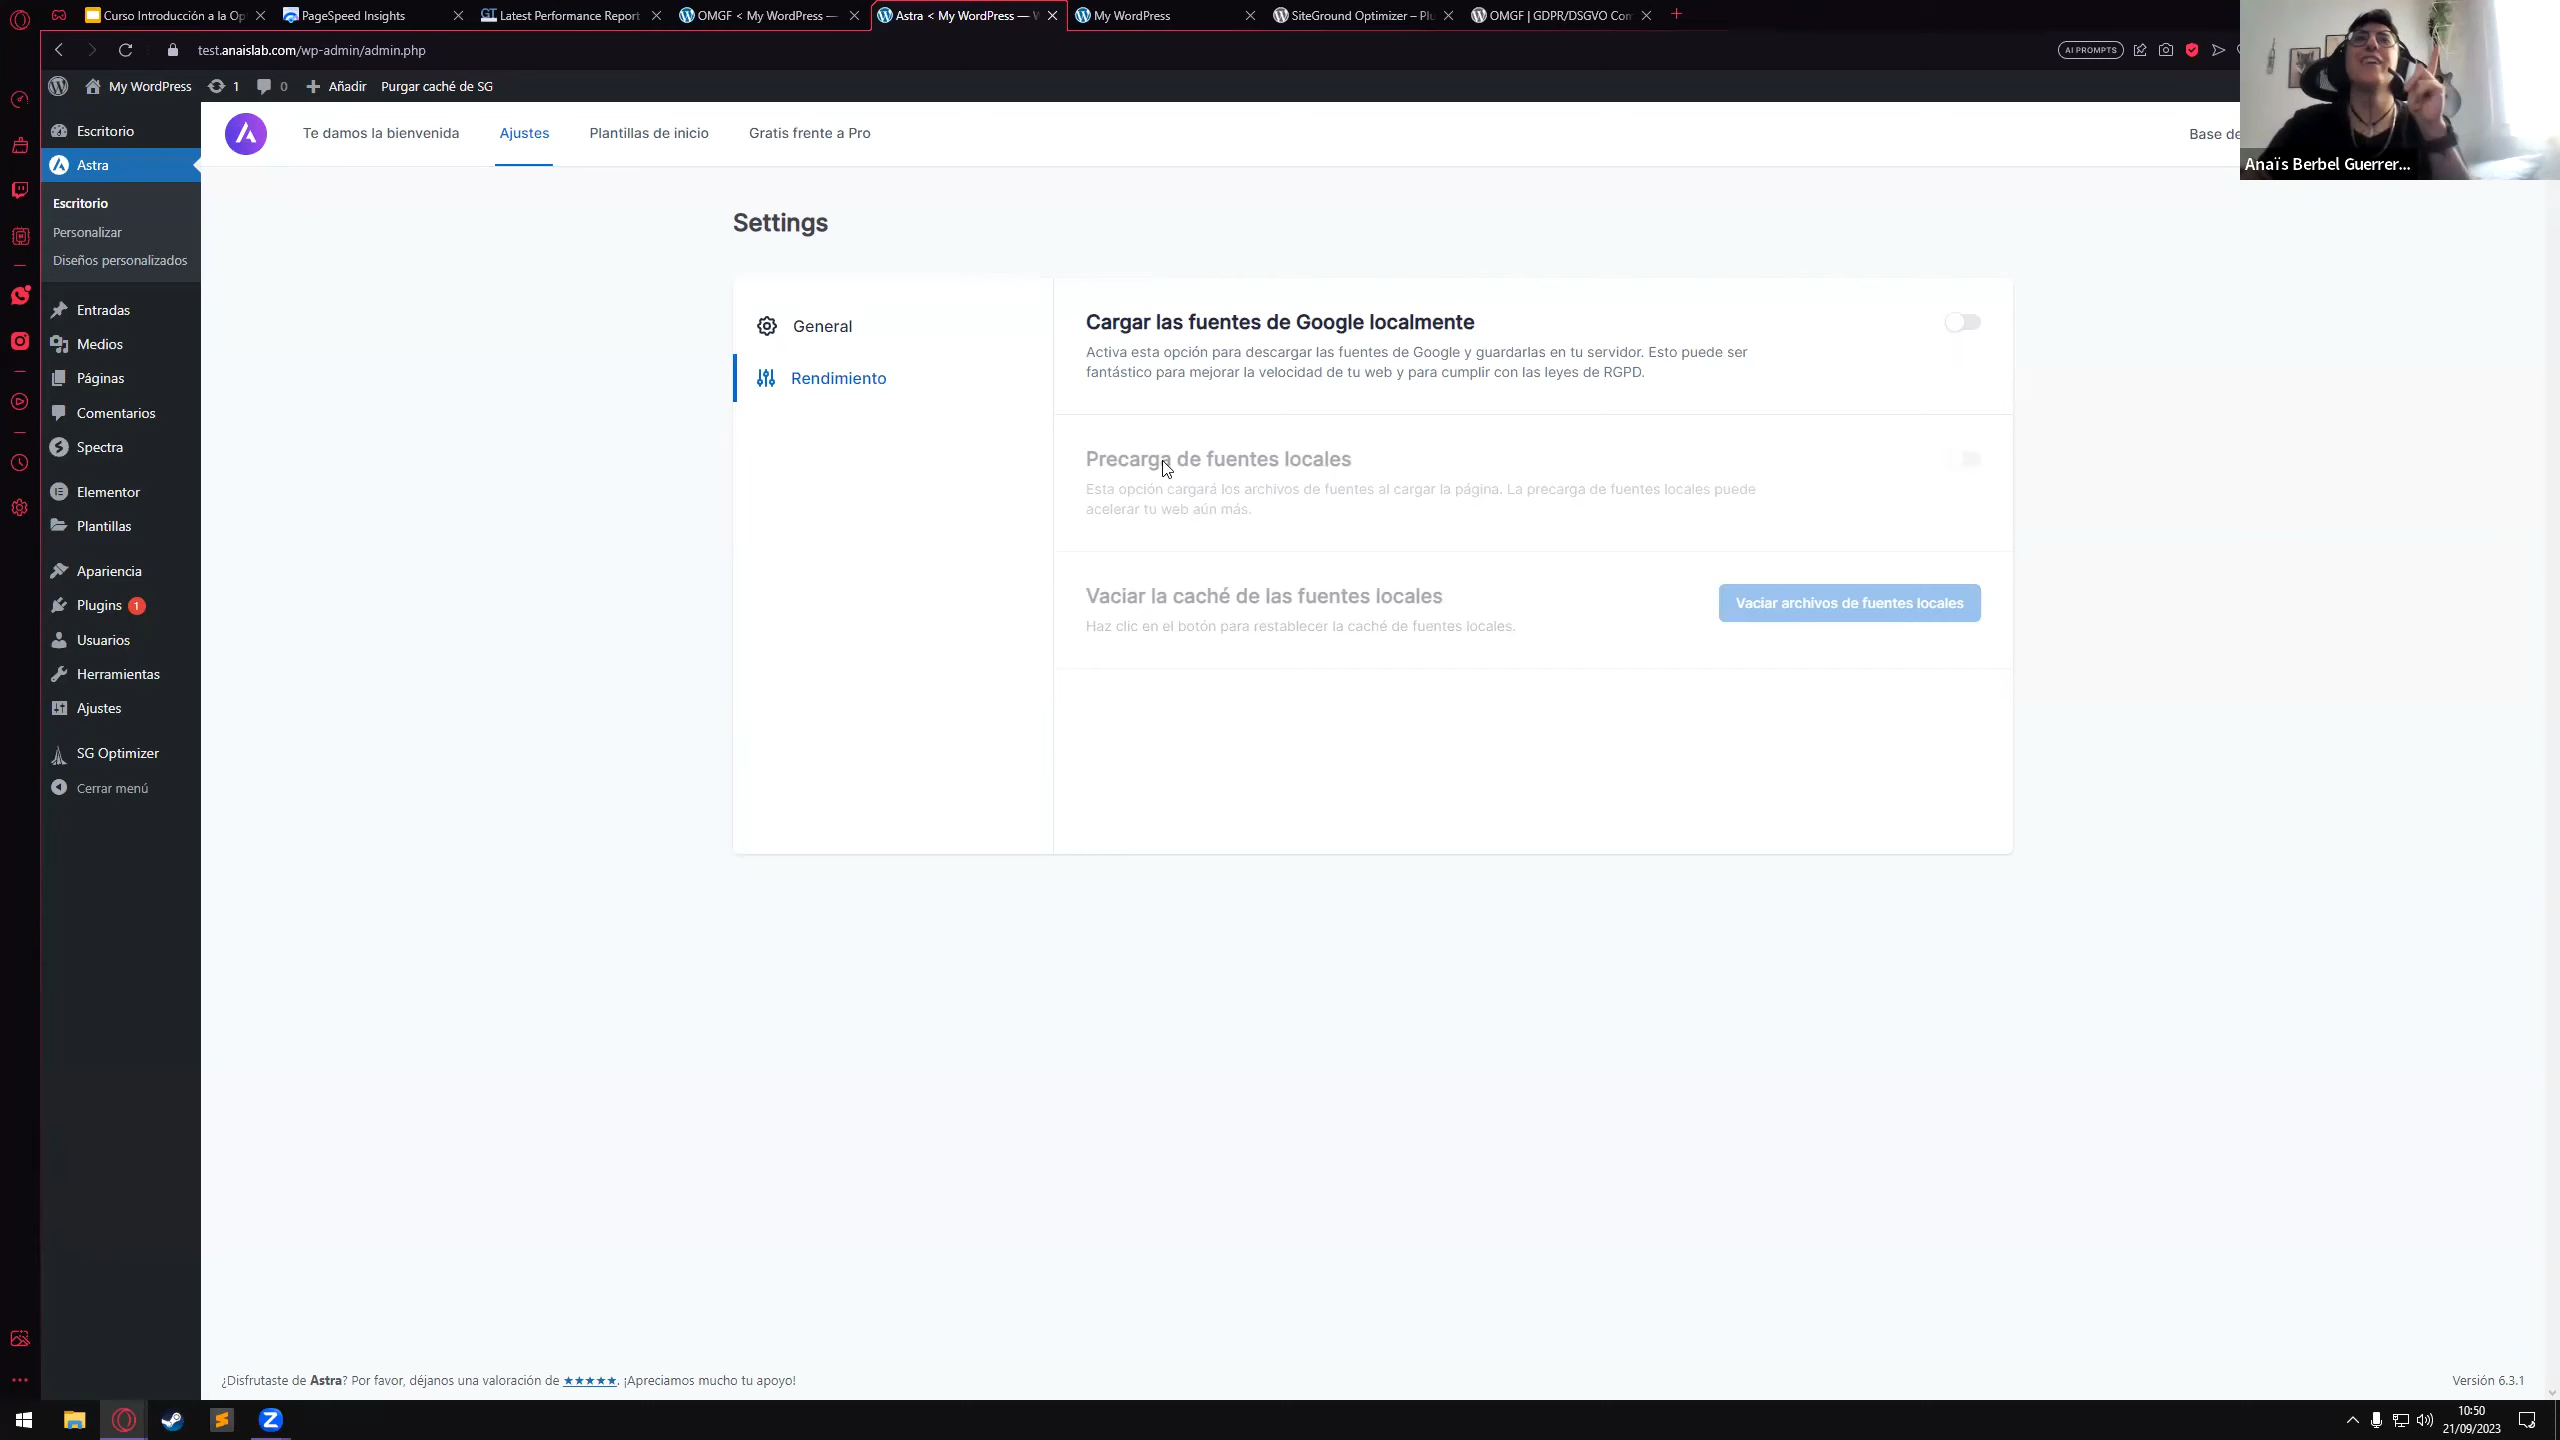 Curso Introducción a la Op
PageSpeed Insights
GT Latest Performance Report
OMGF < My WordPress —
Astra < My WordPress — W
My WordPress
SiteGround Optimizer – Plu
OMGF | GDPR/DSGVO Com
test.anaislab.com/wp-admin/admin.php
AI PROMPTS
My WordPress
1
0
Añadir
Purgar caché de SG
Escritorio
Astra
Escritorio
Personalizar
Diseños personalizados
Entradas
Medios
Páginas
Comentarios
Spectra
Elementor
Plantillas
Apariencia
Plugins 1
Usuarios
Herramientas
Ajustes
SG Optimizer
Cerrar menú
Te damos la bienvenida
Ajustes
Plantillas de inicio
Gratis frente a Pro
Base de
Anaïs Berbel Guerrer...
Settings
General
Rendimiento
Cargar las fuentes de Google localmente
Activa esta opción para descargar las fuentes de Google y guardarlas en tu servidor. Esto puede ser
fantástico para mejorar la velocidad de tu web y para cumplir con las leyes de RGPD.
Precarga de fuentes locales
Esta opción cargará los archivos de fuentes al cargar la página. La precarga de fuentes locales puede
acelerar tu web aún más.
Vaciar la caché de las fuentes locales
Haz clic en el botón para restablecer la caché de fuentes locales.
Vaciar archivos de fuentes locales
¿Disfrutaste de Astra? Por favor, déjanos una valoración de ★★★★★. ¡Apreciamos mucho tu apoyo!
Versión 6.3.1
10:50
21/09/2023